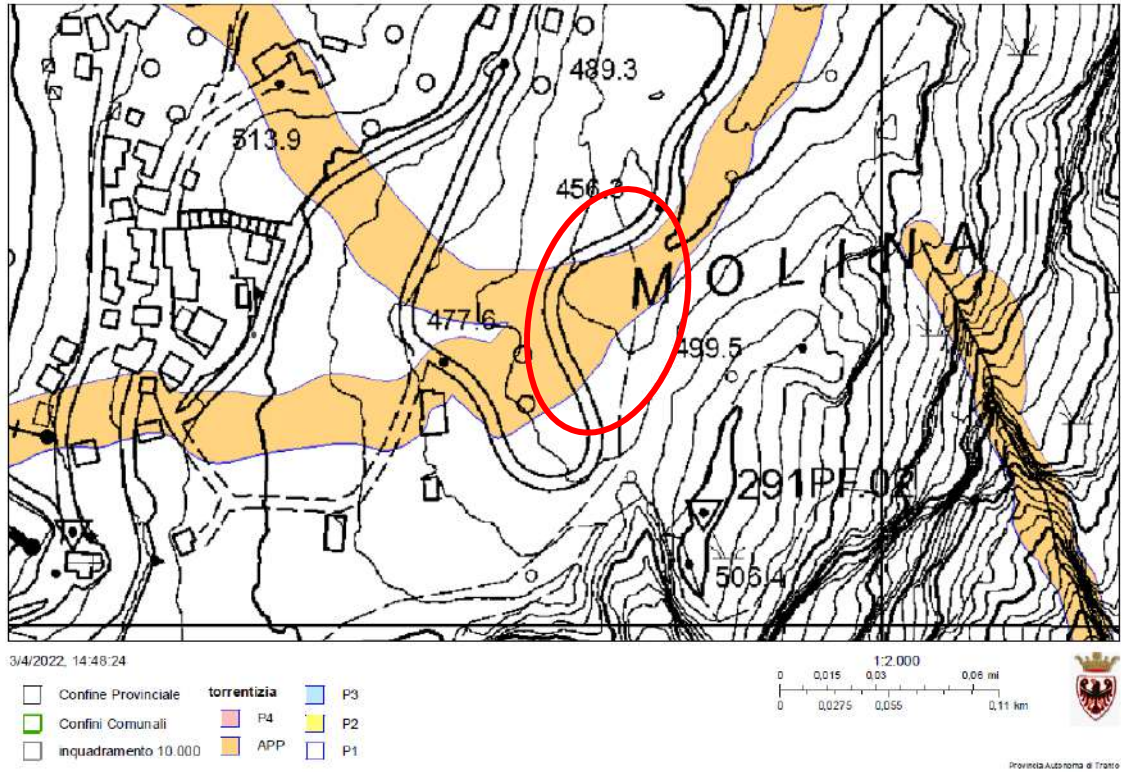 489.3
513.9
456.3
MOLINA
477.6
499.5
291PF.02
506.4
3/4/2022, 14:48:24
1:2.000
0 0,015 0,03 0,06 mi
0 0,0275 0,055 0,11 km
Confine Provinciale
Confini Comunali
inquadramento 10.000
torrentizia
P4
APP
P3
P2
P1
Provincia Autonoma di Trento